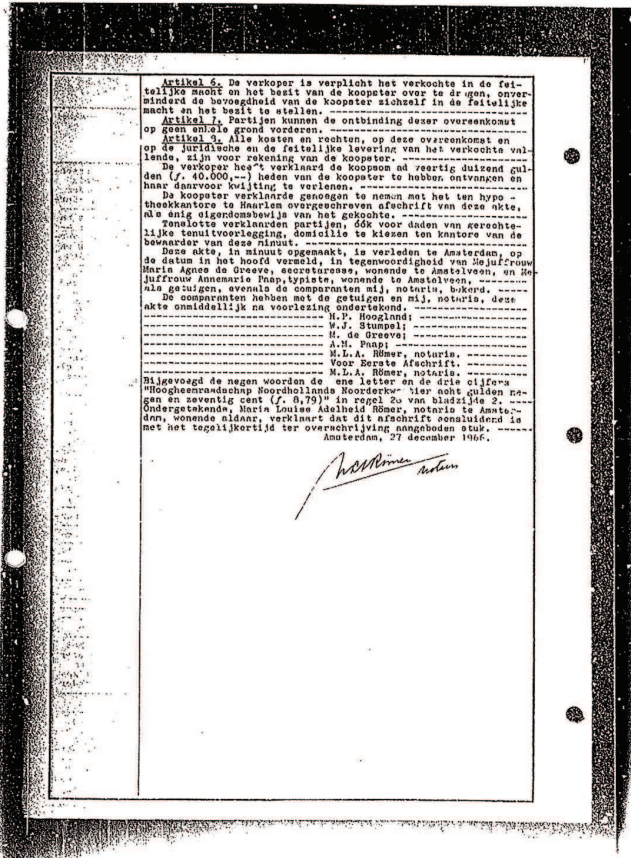 Artikel 6. De verkoper is verplicht het verkochte in de fei-
telijke macht en het bezit van de koopster over te dragen, onver-
minderd de bevoegdheid van de koopster zichzelf in de feitelijke
macht en het bezit te stellen. --------------------------
Artikel 7. Partijen kunnen de ontbinding dezer overeenkomst
op geen enkele grond vorderen. --------------------------
Alle kosten en rechten, op deze overeenkomst en
op de juridische en de feitelijke levering van het verkochte val-
lende, zijn voor rekening van de koopster. ---------------
De verkoper heeft verklaard de koopsom ad veertig duizend gul-
den (ƒ. 40.000,--) heden van de koopster te hebben ontvangen en
haar daarvoor kwijting te verlenen. ---------------------
De koopster verklaarde genoegen te nemen met het ten hypo-
theekkantore te Haarlem overgeschreven afschrift van deze akte,
als enig eigendomsbewijs van het gekochte. ---------------
Tenslotte verklaarden partijen, óók voor daden van gerechte-
lijke tenuitvoerlegging, domicilie te kiezen ten kantore van de
bewaarder van deze minuut. ------------------------------
Deze akte, in minuut opgemaakt, is verleden te Amsterdam, op
de datum in het hoofd vermeld, in tegenwoordigheid van Mejuffrouw
Maria Agnes de Greeve, secretaresse, wonende te Amstelveen, en Me-
juffrouw Annemarie Paap, typiste, wonende te Amstelveen, --------
als getuigen, evenals de comparanten mij, notaris, bekend. -----
De comparanten hebben met de getuigen en mij, notaris, deze
akte onmiddellijk na voorlezing ondertekend. ---------------
---------------------------- H.P. Hoogland; ---------------
---------------------------- W.J. Stumpel; ---------------
---------------------------- M. de Greeve; ---------------
---------------------------- A.M. Paap; ---------------
---------------------------- M.L.A. Römer, notaris. ----------
---------------------------- Voor Eerste Afschrift. ----------
---------------------------- M.L.A. Römer, notaris. ----------
Bijgevoegd de negen woorden de ene letter en de drie cijfers
"Hoogheemraadschap Noordhollands Noorderkw- tier acht gulden ne-
gen en zeventig cent (ƒ. 8,79)" in regel van bladzijde 2. ----
Ondergetekende, Maria Louise Adelheid Römer, notaris te Amster-
dam, wonende aldaar, verklaart dat dit afschrift eensluidend is
met het tegelijkertijd ter overschrijving aangeboden stuk. ------
Amsterdam, 27 december 1966.
Römer notaris